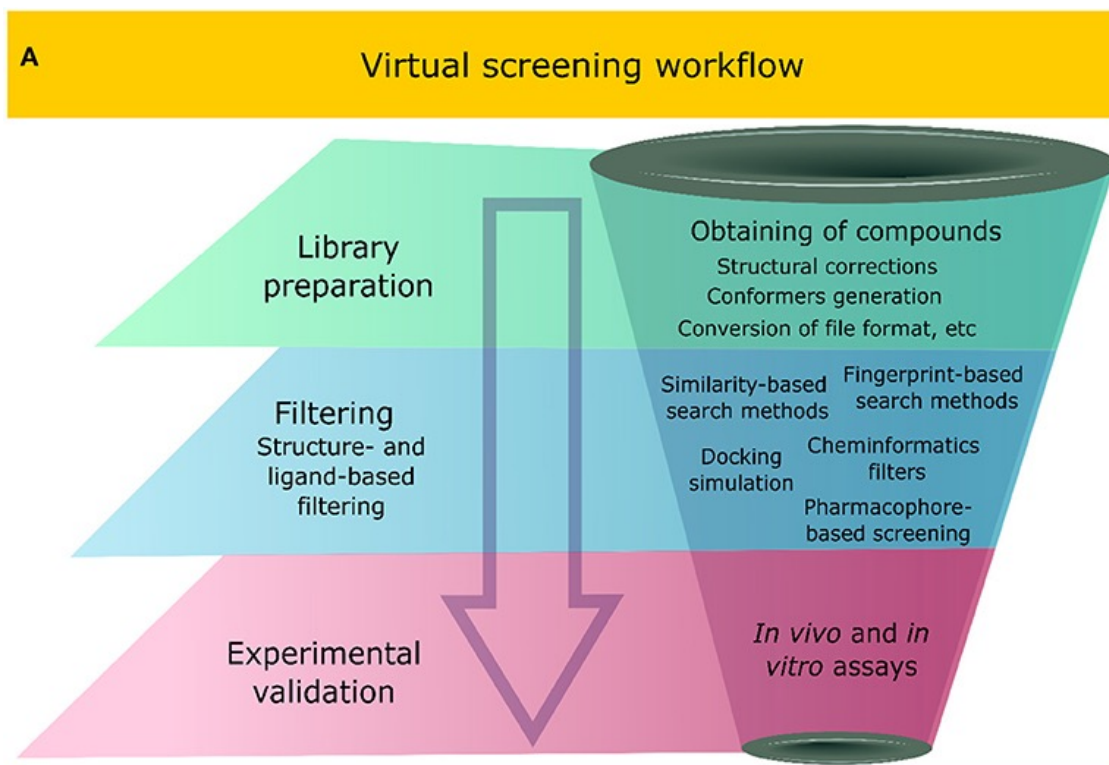 A
Virtual screening workflow
Library
preparation
Obtaining of compounds
Structural corrections
Conformers generation
Conversion of file format, etc
Filtering
Structure- and
ligand-based
filtering
Similarity-based
search methods
Fingerprint-based
search methods
Docking
simulation
Cheminformatics
filters
Pharmacophore-
based screening
Experimental
validation
In vivo and in
vitro assays